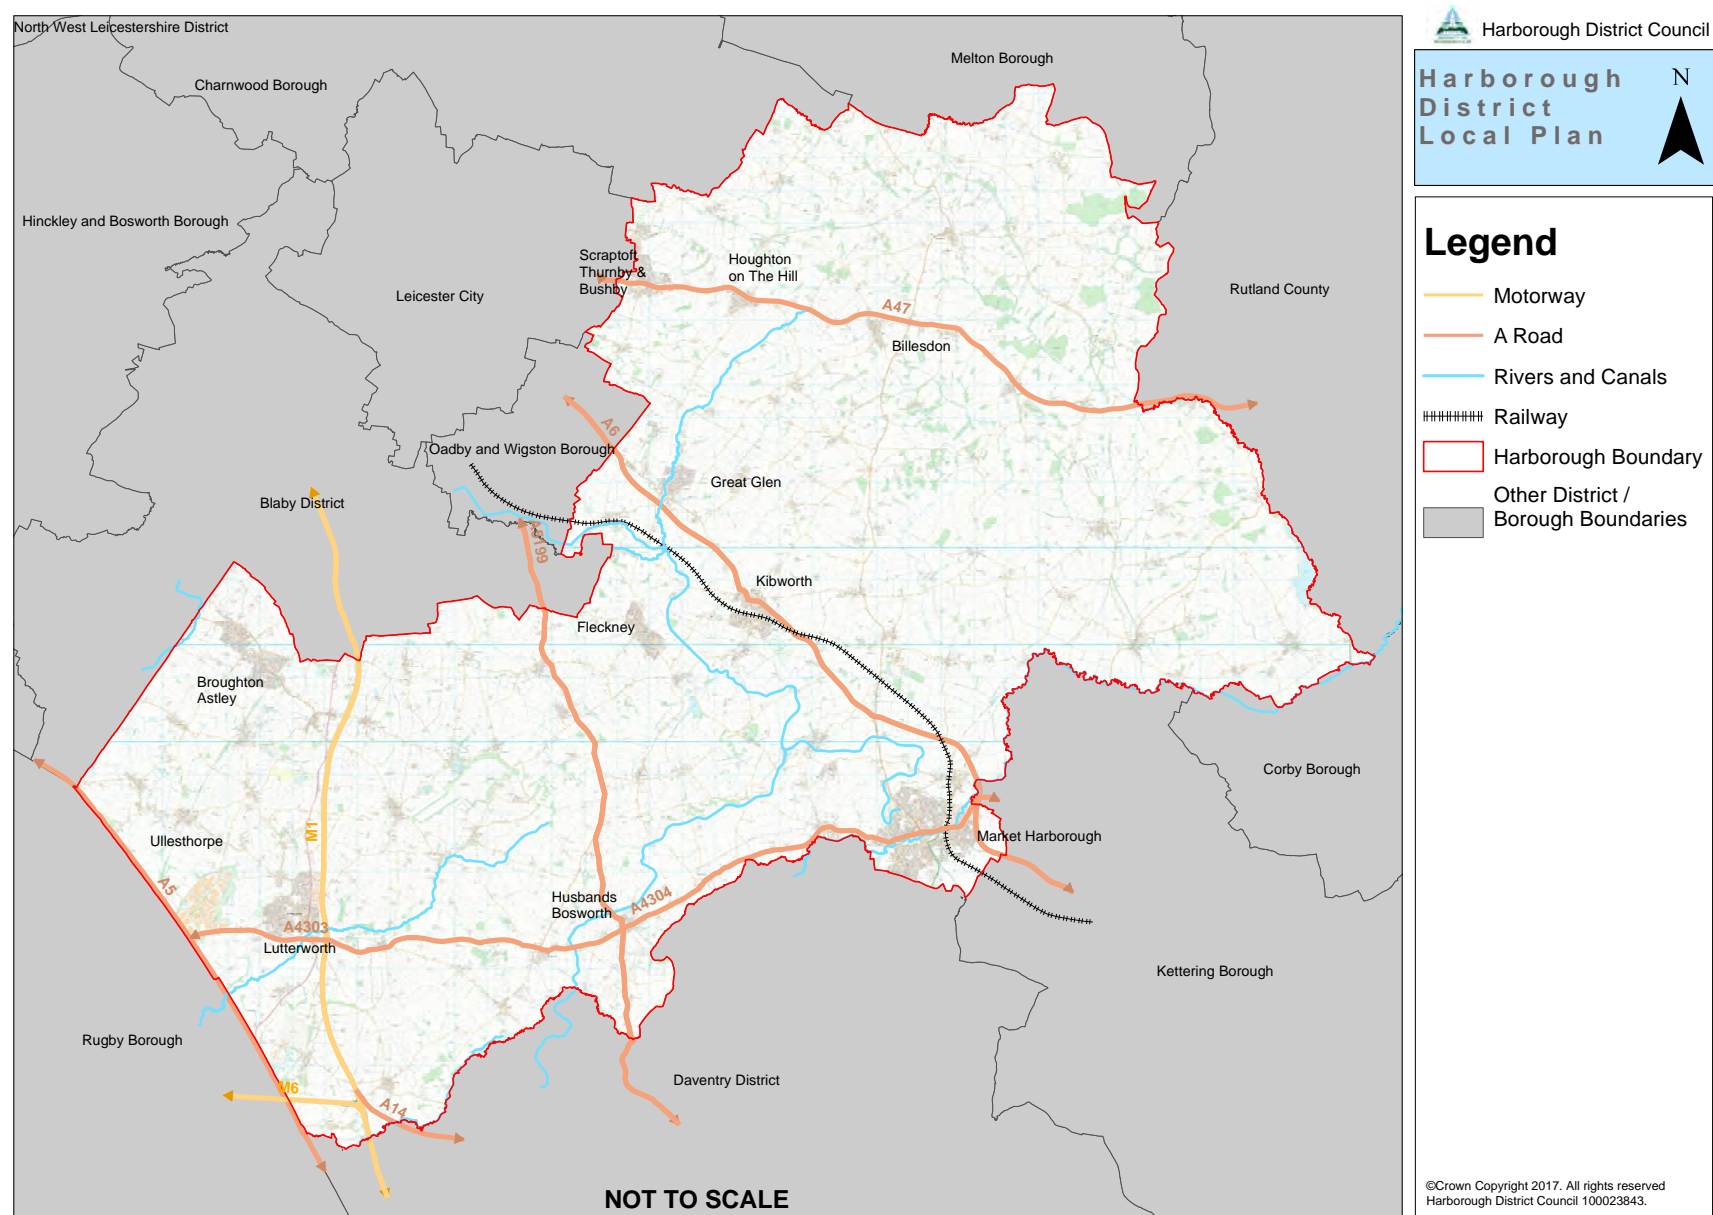 Harborough District Council
Harborough
District
Local Plan
N
Legend
Motorway
A Road
Rivers and Canals
Railway
Harborough Boundary
Other District /
Borough Boundaries
©Crown Copyright 2017. All rights reserved
Harborough District Council 100023843.
North West Leicestershire District
Melton Borough
Charnwood Borough
Hinckley and Bosworth Borough
Scraptoft
Thurnby &
Bushby
Houghton
on The Hill
Leicester City
Rutland County
A47
Billesdon
A6
Oadby and Wigston Borough
Great Glen
Blaby District
A5199
Kibworth
Fleckney
Broughton
Astley
Corby Borough
M1
Ullesthorpe
Market Harborough
A5
Husbands
Bosworth
A4304
A4303
Lutterworth
Kettering Borough
Rugby Borough
Daventry District
M6
A14
NOT TO SCALE